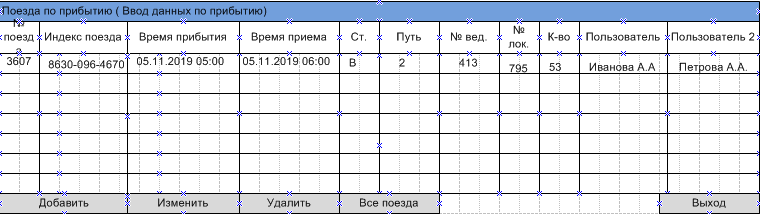 Поезда по прибытию ( Ввод данных по прибытию)
№ поезда Индекс поезда Время прибытия Время приема Ст. Путь № вед. № лок. К-во Пользователь Пользователь 2
3607 8630-096-4670 05.11.2019 05:00 05.11.2019 06:00 В 2 413 795 53 Иванова А.А Петрова А.А.
Добавить Изменить Удалить Все поезда Выход